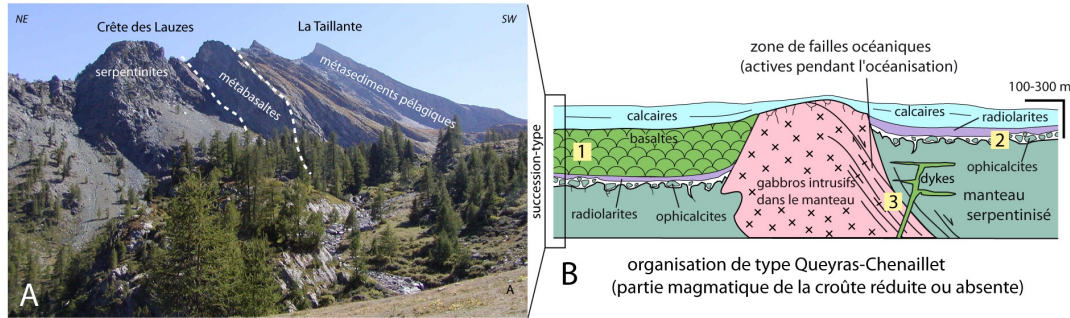 NE
SW
Crête des Lauzes
La Taillante
serpentinites
métabasaltes
métasediments pélagiques
A
A
succession-type
zone de failles océaniques
(actives pendant l'océanisation)
100-300 m
calcaires
calcaires
radiolarites
basaltes
1
2
ophicalcites
dykes
gabbros intrusifs
dans le manteau
3
manteau
serpentinisé
radiolarites
ophicalcites
B
organisation de type Queyras-Chenaillet
(partie magmatique de la croûte réduite ou absente)